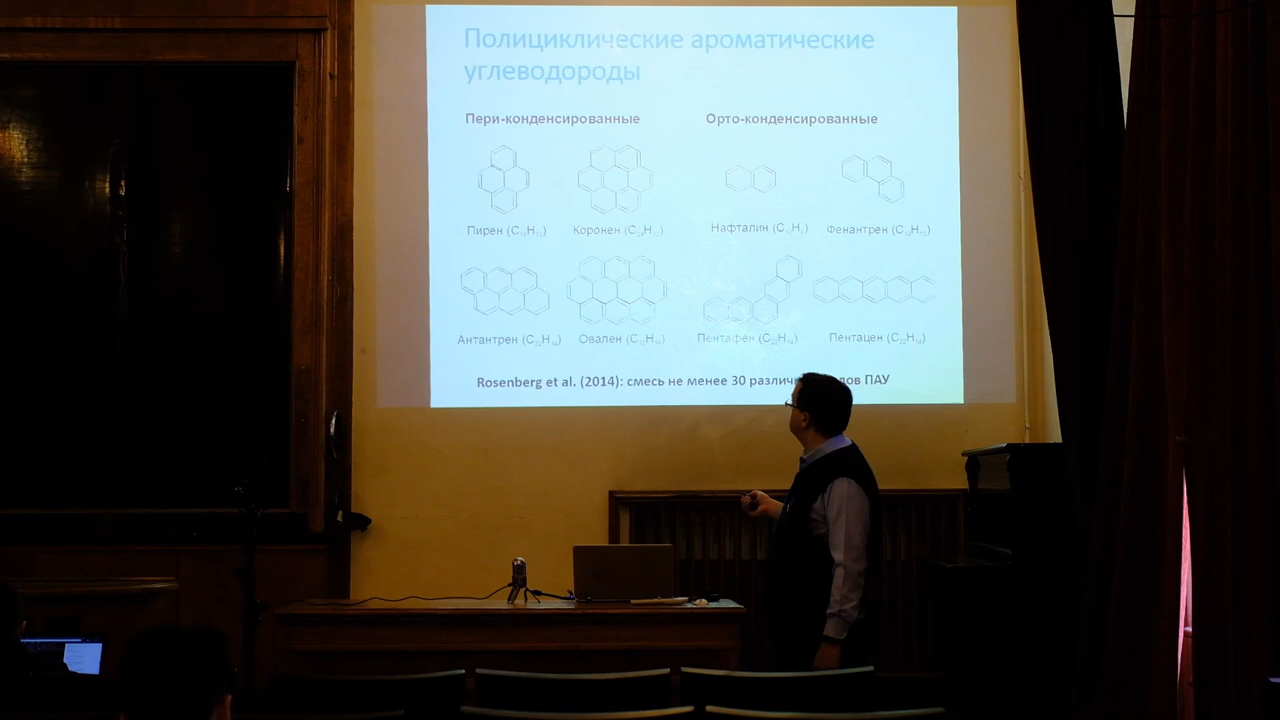 Полициклические ароматические
углеводороды
Пери-конденсированные
Орто-конденсированные
Пирен
Коронен
Нафталин
Фенантрен
Антантрен
Овален
Пентафен
Пентацен (C₂₂H₁₄)
Rosenberg et al. (2014): смесь не менее 30 ПАУ